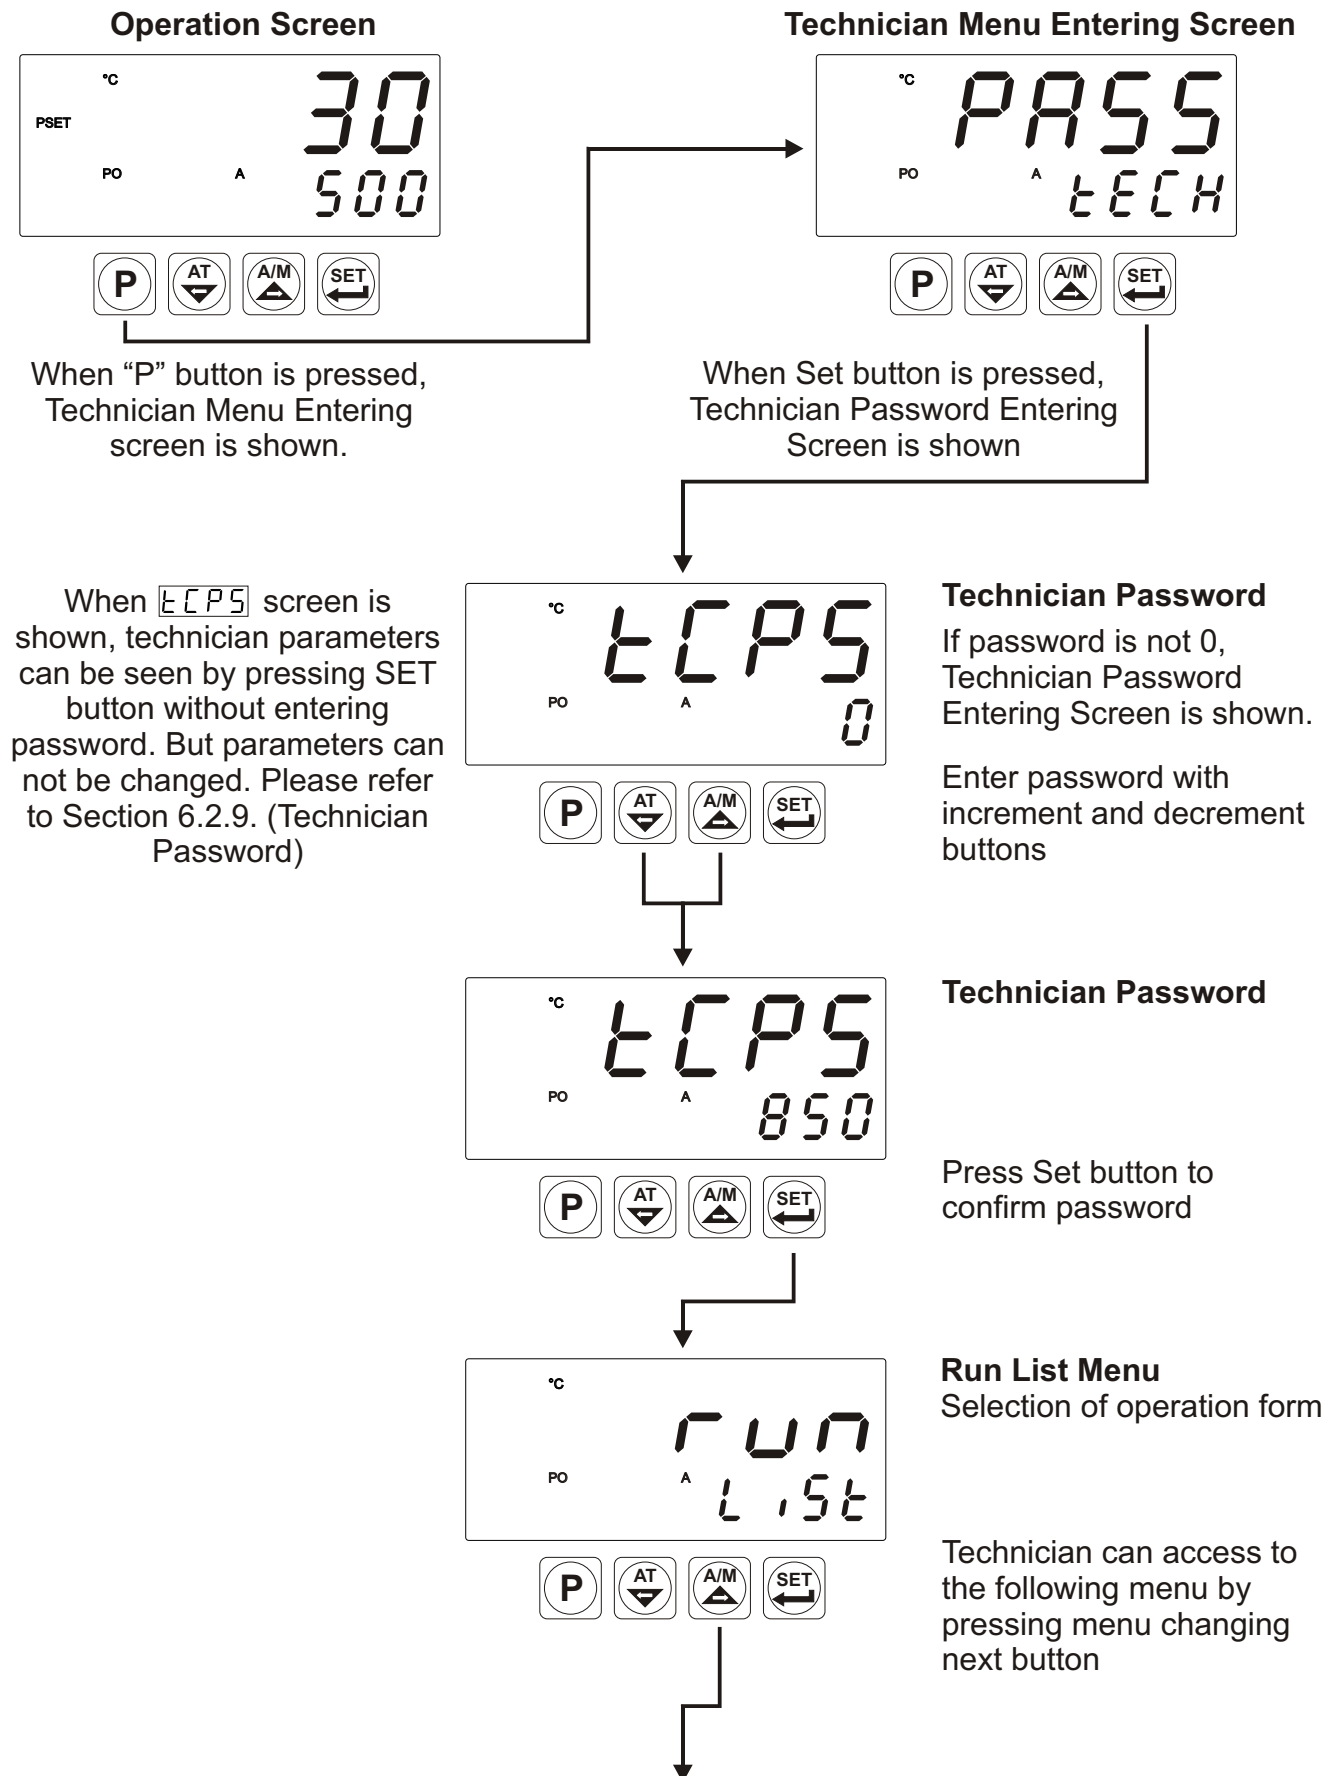 Operation Screen
°C
30
PSET
PO A
500
P AT A/M SET
When “P” button is pressed,
Technician Menu Entering
screen is shown.
Technician Menu Entering Screen
°C
PASS
PO A
tECH
P AT A/M SET
When Set button is pressed,
Technician Password Entering
Screen is shown
When tCPS screen is
shown, technician parameters
can be seen by pressing SET
button without entering
password. But parameters can
not be changed. Please refer
to Section 6.2.9. (Technician
Password)
°C
tCPS
PO A
0
P AT A/M SET
Technician Password
If password is not 0,
Technician Password
Entering Screen is shown.
Enter password with
increment and decrement
buttons
°C
tCPS
PO A
850
P AT A/M SET
Technician Password
Press Set button to
confirm password
°C
run
PO A
LiSt
P AT A/M SET
Run List Menu
Selection of operation form
Technician can access to
the following menu by
pressing menu changing
next button